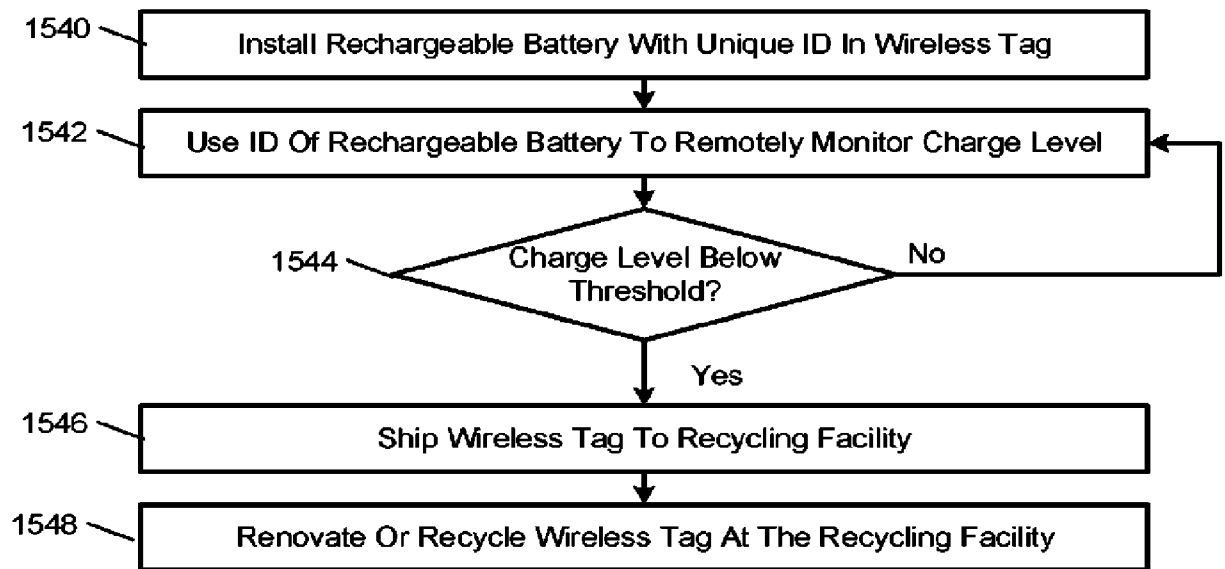 1540
Install Rechargeable Battery With Unique ID In Wireless Tag
1542
Use ID Of Rechargeable Battery To Remotely Monitor Charge Level
1544
Charge Level Below
Threshold?
No
Yes
1546
Ship Wireless Tag To Recycling Facility
1548
Renovate Or Recycle Wireless Tag At The Recycling Facility